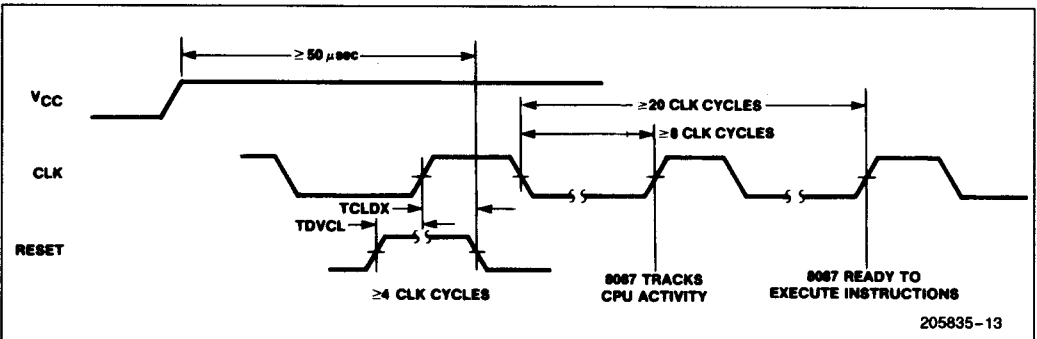 ≥ 50 μsec
VCC
≥20 CLK CYCLES
≥8 CLK CYCLES
CLK
TCLDX
TDVCL
RESET
≥4 CLK CYCLES
8087 TRACKS
CPU ACTIVITY
8087 READY TO
EXECUTE INSTRUCTIONS
205835-13